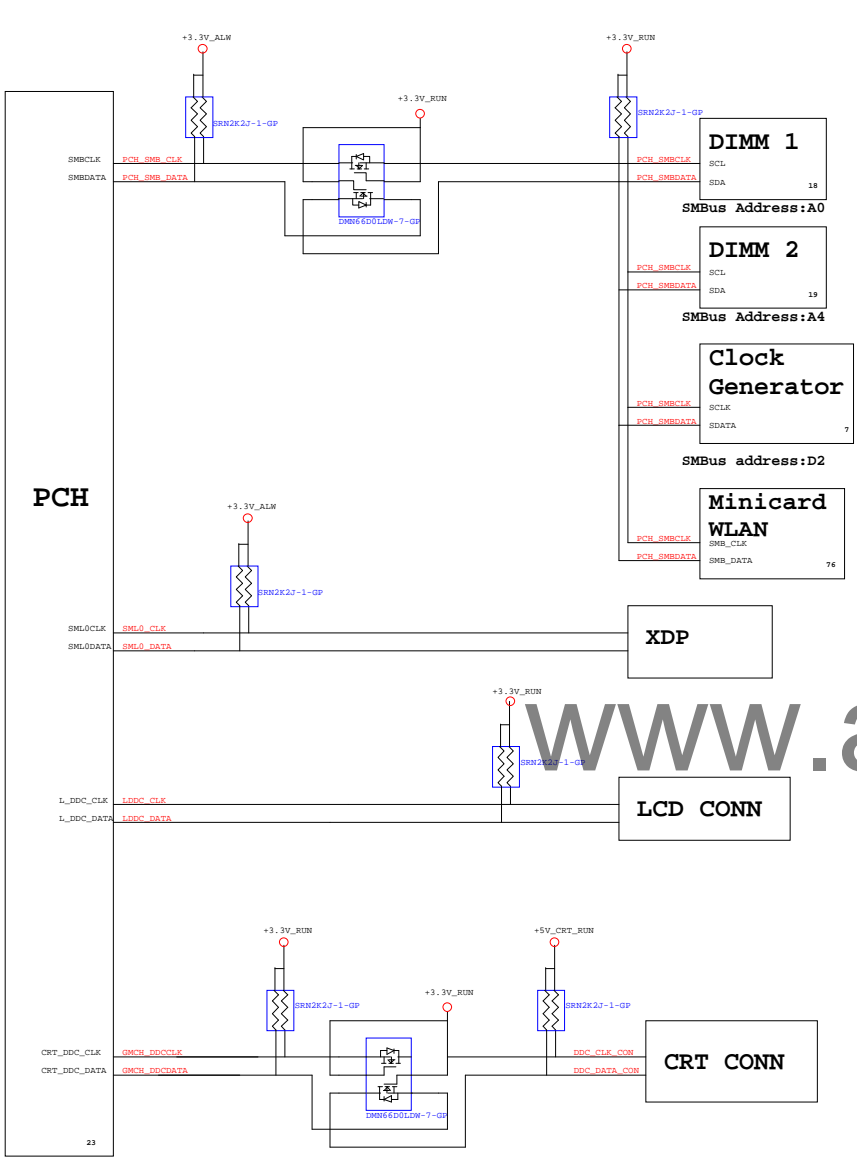 +3.3V_ALW
+3.3V_RUN
+3.3V_RUN
SRN2K2J-1-GP
SRN2K2J-1-GP
DIMM 1
SMBCLK
PCH_SMB_CLK
PCH_SMBCLK
SCL
SMBDATA
PCH_SMB_DATA
PCH_SMBDATA
SDA
18
DMN66D0LDW-7-GP
SMBus Address:A0
DIMM 2
PCH_SMBCLK
SCL
PCH_SMBDATA
SDA
19
SMBus Address:A4
Clock
Generator
PCH_SMBCLK
SCLK
PCH_SMBDATA
SDATA
7
SMBus address:D2
PCH
Minicard
WLAN
PCH_SMBCLK
SMB_CLK
PCH_SMBDATA
SMB_DATA
76
+3.3V_ALW
SRN2K2J-1-GP
SML0CLK
SML0_CLK
SML0DATA
SML0_DATA
XDP
+3.3V_RUN
www.a
SRN2K2J-1-GP
L_DDC_CLK
LDDC_CLK
L_DDC_DATA
LDDC_DATA
LCD CONN
+3.3V_RUN
+5V_CRT_RUN
+3.3V_RUN
SRN2K2J-1-GP
SRN2K2J-1-GP
CRT_DDC_CLK
GMCH_DDCCLK
DDC_CLK_CON
CRT_DDC_DATA
GMCH_DDCDATA
DDC_DATA_CON
CRT CONN
DMN66D0LDW-7-GP
23